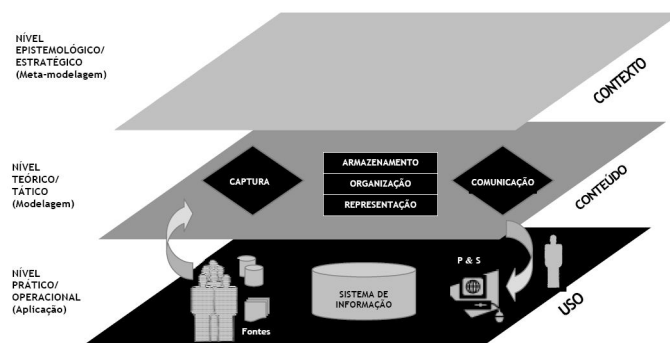 NÍVEL
EPISTEMOLÓGICO/
ESTRATÉGICO
(Meta-modelagem)
CONTEXTO
NÍVEL
TEÓRICO/
TÁTICO
(Modelagem)
CAPTURA
ARMAZENAMENTO
ORGANIZAÇÃO
REPRESENTAÇÃO
COMUNICAÇÃO
CONTEÚDO
NÍVEL
PRÁTICO/
OPERACIONAL
(Aplicação)
Fontes
SISTEMA DE
INFORMAÇÃO
P & S
USO